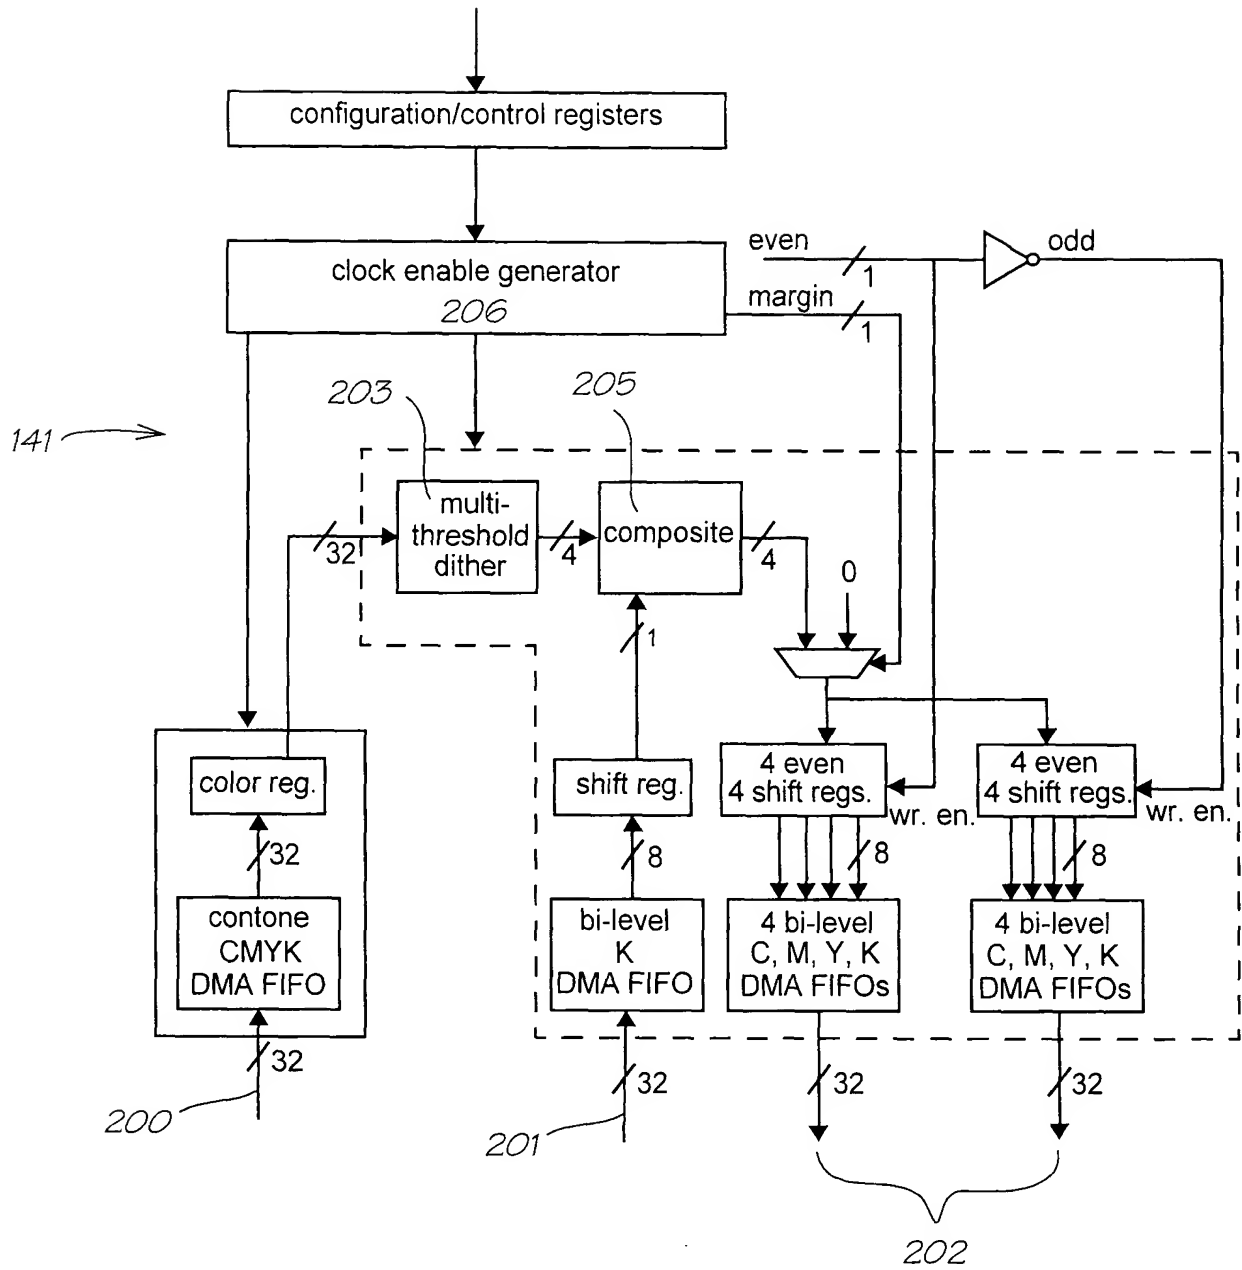 configuration/control registers
clock enable generator
206
even
1
odd
margin
1
203
205
141
multi-
threshold
dither
32
4
composite
4
0
1
color reg.
shift reg.
4 even
4 shift regs.
wr. en.
4 even
4 shift regs.
wr. en.
32
8
8
8
contone
CMYK
DMA FIFO
bi-level
K
DMA FIFO
4 bi-level
C, M, Y, K
DMA FIFOs
4 bi-level
C, M, Y, K
DMA FIFOs
32
32
32
32
200
201
202